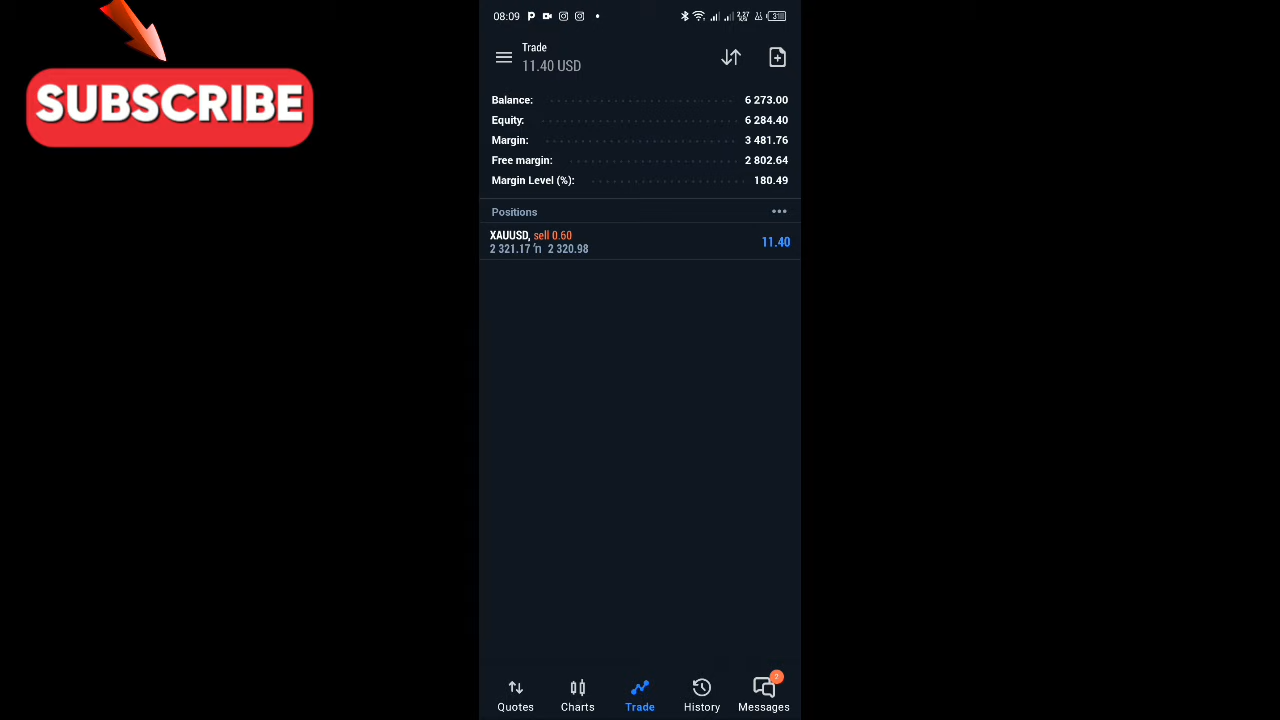 SUBSCRIBE
08:09
Trade
11.40 USD
Balance: 6 273.00
Equity: 6 284.40
Margin: 3 481.76
Free margin: 2 802.64
Margin Level (%): 180.49
Positions
XAUUSD, sell 0.60
2 321.17 2 320.98
11.40
Quotes
Charts
Trade
History
Messages
2